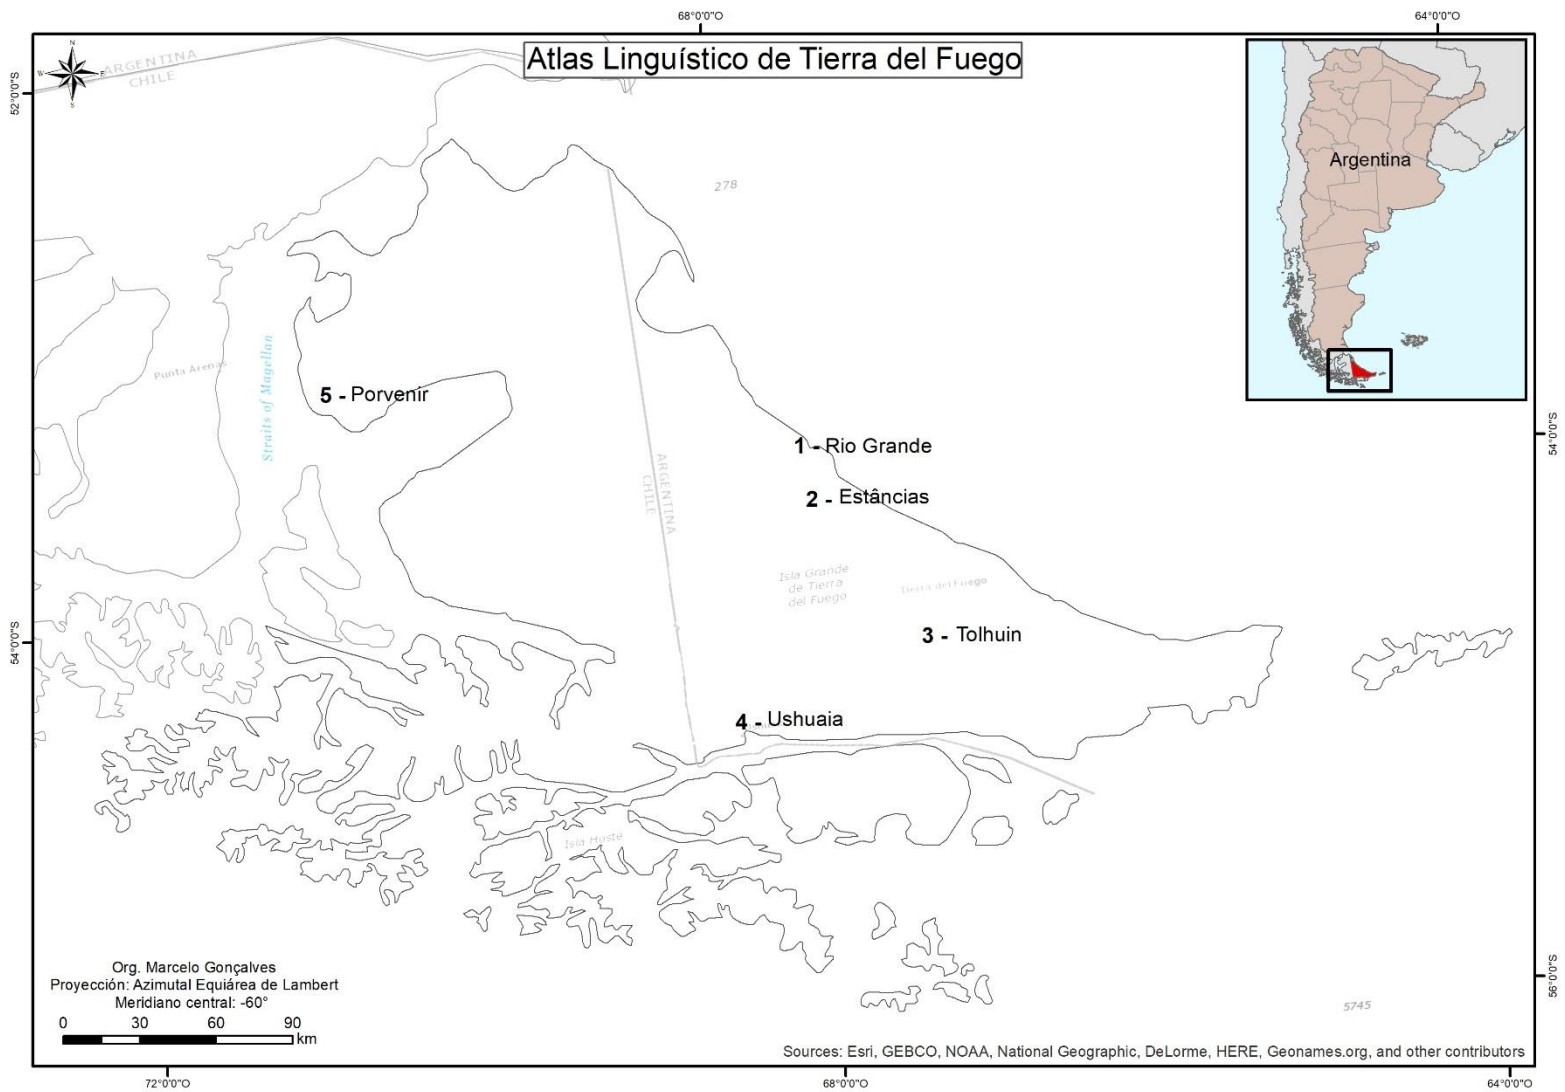 68°0'0"O
64°0'0"O
Atlas Linguístico de Tierra del Fuego
N
W
E
S
ARGENTINA
CHILE
52°0'0"S
278
Argentina
Punta Arenas
Straits of Magellan
5 - Porvenir
54°0'0"S
1 - Rio Grande
ARGENTINA
CHILE
2 - Estâncias
Isla Grande
de Tierra
del Fuego
Tierra del Fuego
54°0'0"S
3 - Tolhuin
4 - Ushuaia
Isla Hoste
56°0'0"S
Org. Marcelo Gonçalves
Proyección: Azimutal Equiárea de Lambert
Meridiano central: -60°
0 30 60 90
km
5745
Sources: Esri, GEBCO, NOAA, National Geographic, DeLorme, HERE, Geonames.org, and other contributors
72°0'0"O
68°0'0"O
64°0'0"O